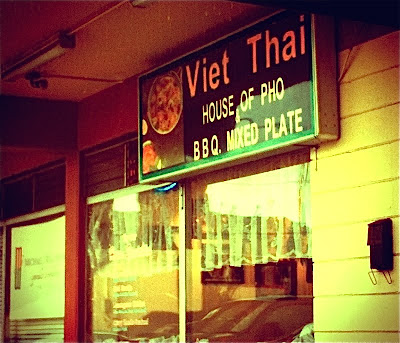 Viet Thai
HOUSE OF PHO
&
BBQ. MIXED PLATE